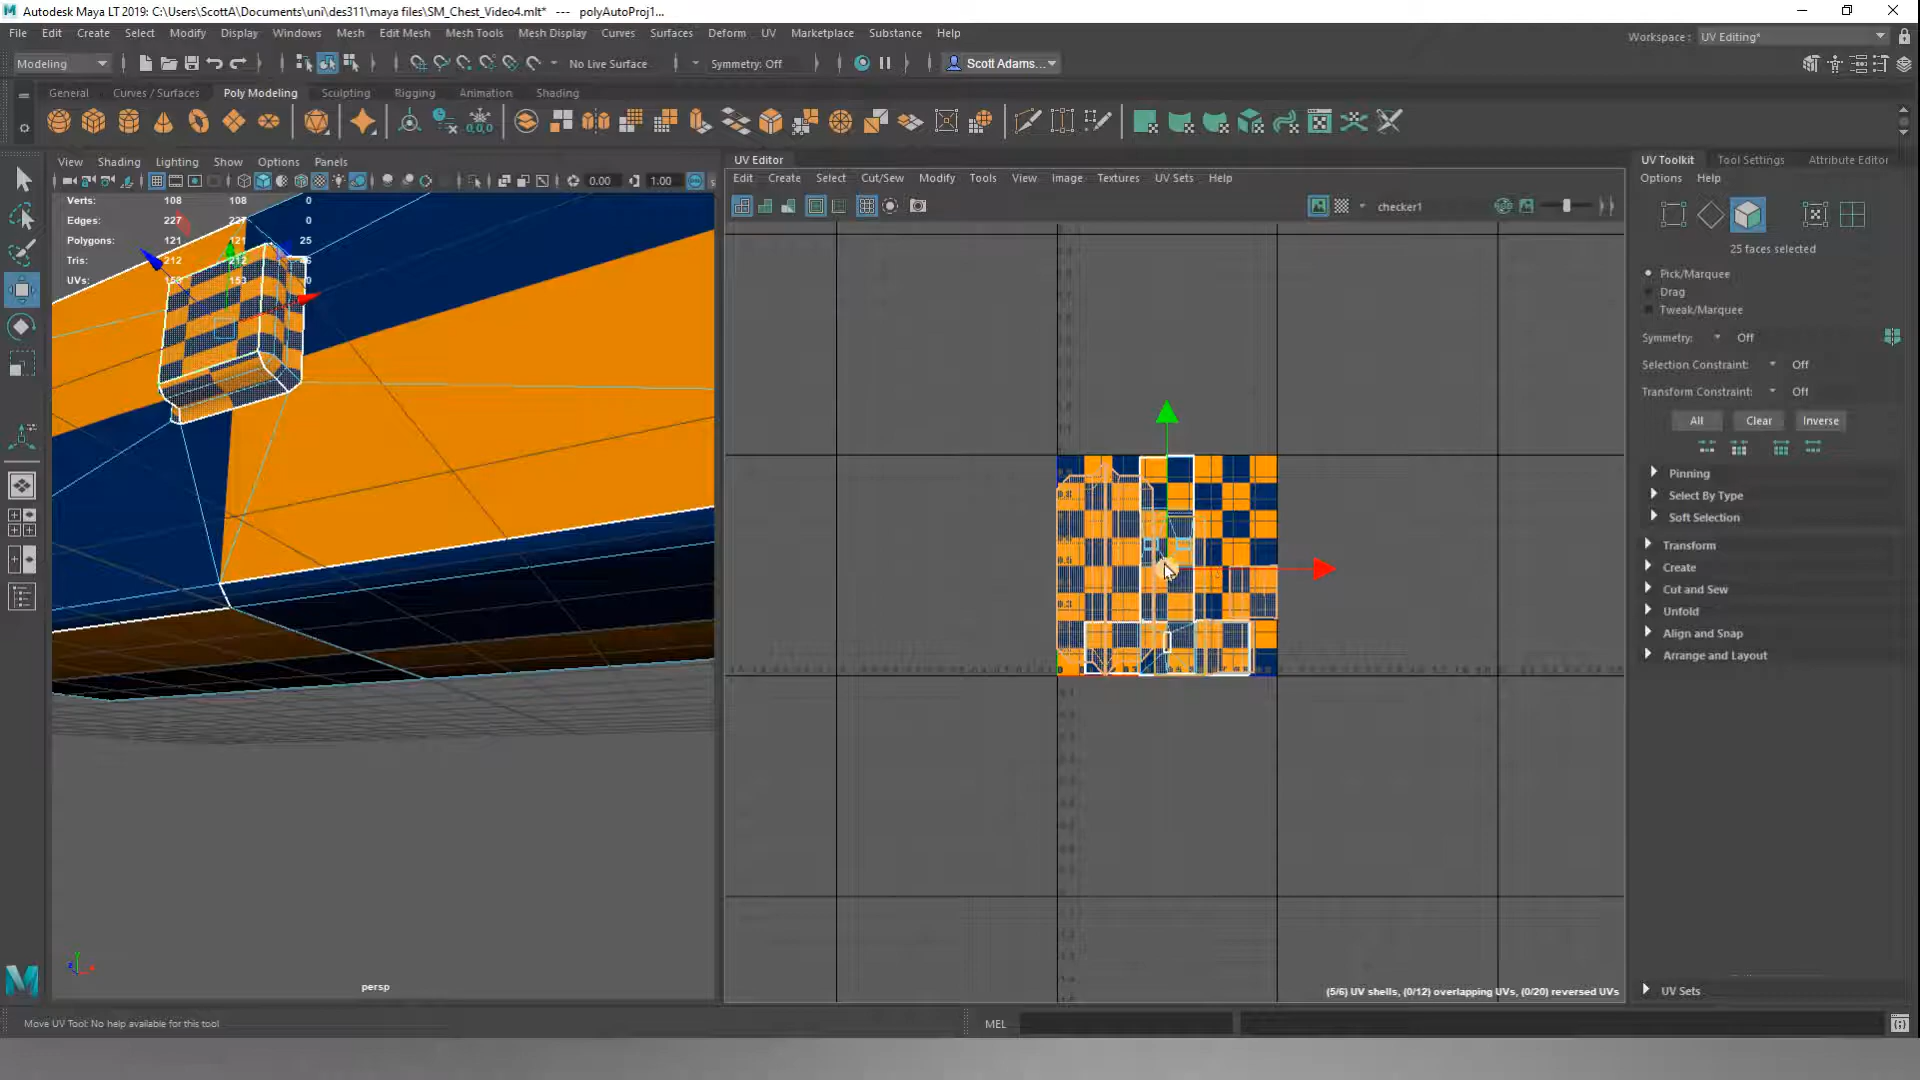 Autodesk Maya LT 2019: C:\Users\ScottA\Documents\uni\des311\maya files\SM_Chest_Video4.mlt* --- polyAutoProj1...
File Edit Create Select Modify Display Windows Mesh Edit Mesh Mesh Tools Mesh Display Curves Surfaces Deform UV Marketplace Substance Help
Workspace : UV Editing*
Modeling No Live Surface Symmetry: Off Scott Adams...
General Curves / Surfaces Poly Modeling Sculpting Rigging Animation Shading
View Shading Lighting Show Options Panels
0.00 1.00
Verts: 108 108 0
Edges: 227 227 0
Polygons: 121 121 25
Tris: 212 212
UVs: 153 153 0
persp
UV Editor
Edit Create Select Cut/Sew Modify Tools View Image Textures UV Sets Help
checker1
(5/6) UV shells, (0/12) overlapping UVs, (0/20) reversed UVs
UV Toolkit Tool Settings Attribute Editor
Options Help
25 faces selected
Pick/Marquee
Drag
Tweak/Marquee
Symmetry: Off
Selection Constraint: Off
Transform Constraint: Off
All Clear Inverse
Pinning
Select By Type
Soft Selection
Transform
Create
Cut and Sew
Unfold
Align and Snap
Arrange and Layout
UV Sets
Move UV Tool: No help available for this tool
MEL